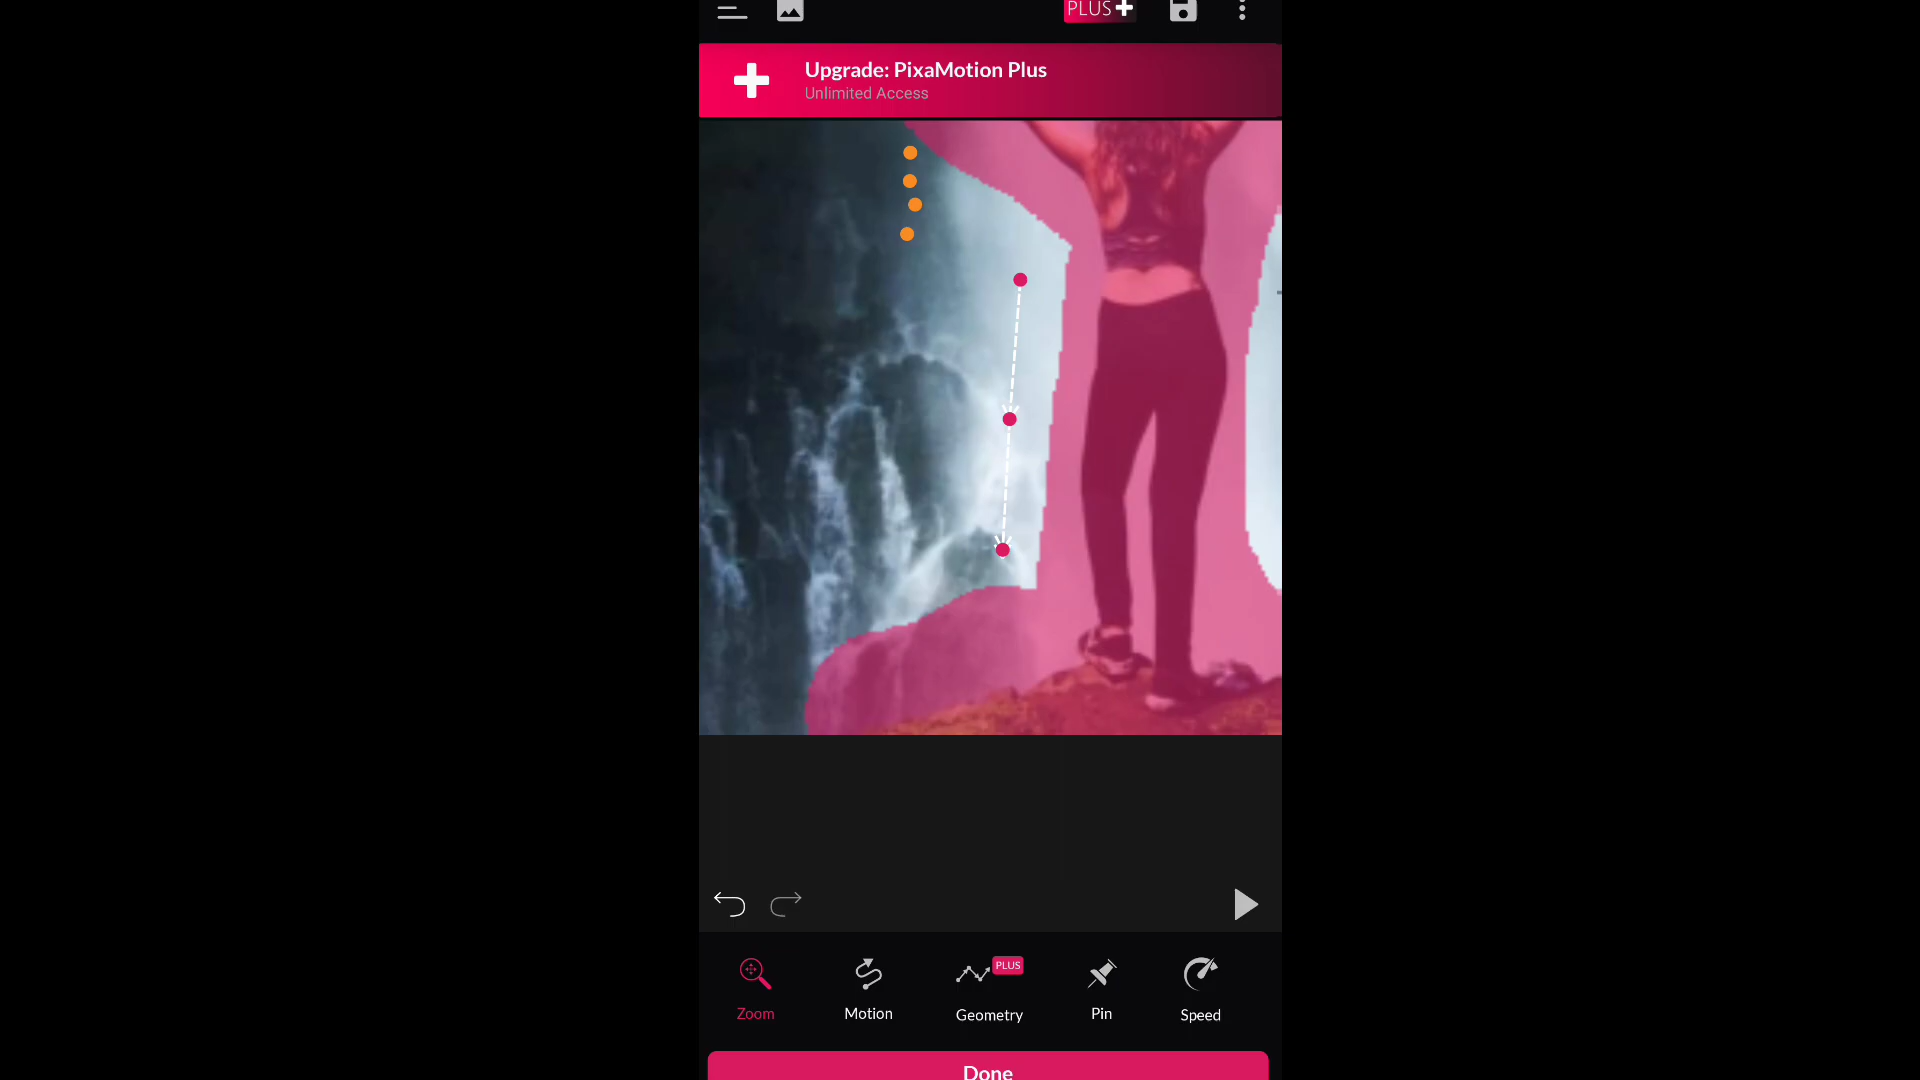 PLUS
Upgrade: PixaMotion Plus
Unlimited Access
PLUS
Zoom
Motion
Geometry
Pin
Speed
Done